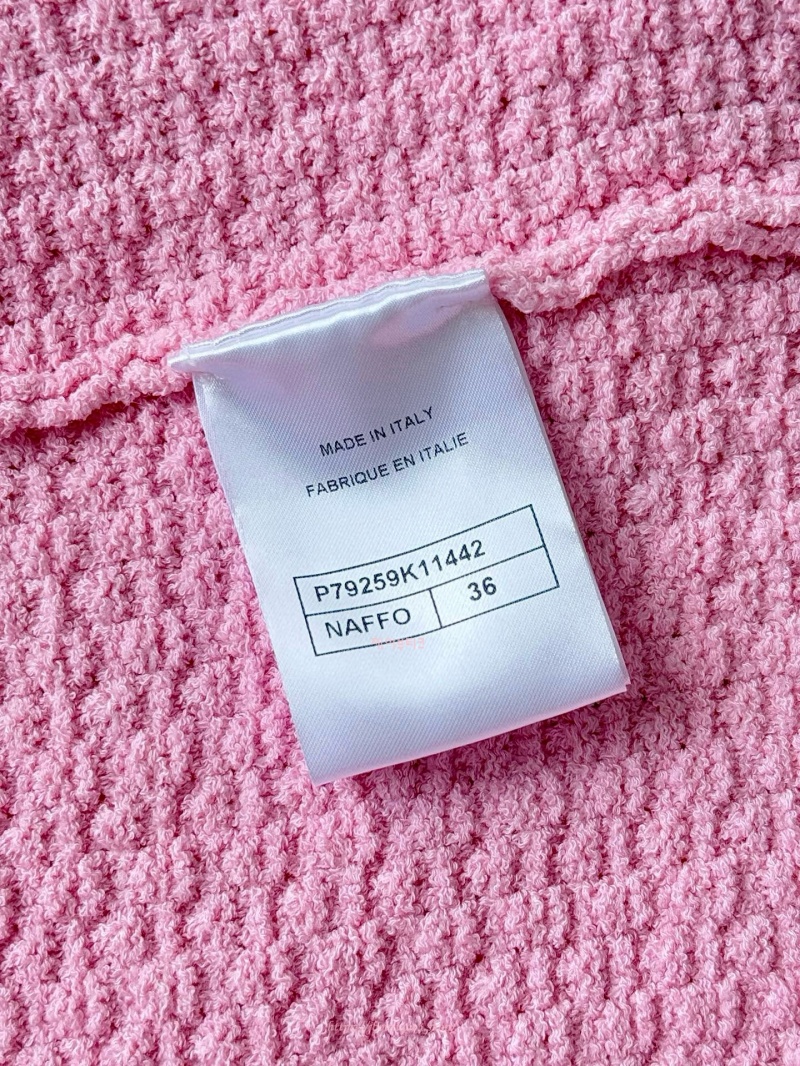 MADE IN ITALY
FABRIQUE EN ITALIE
P79259K11442
NAFFO 36